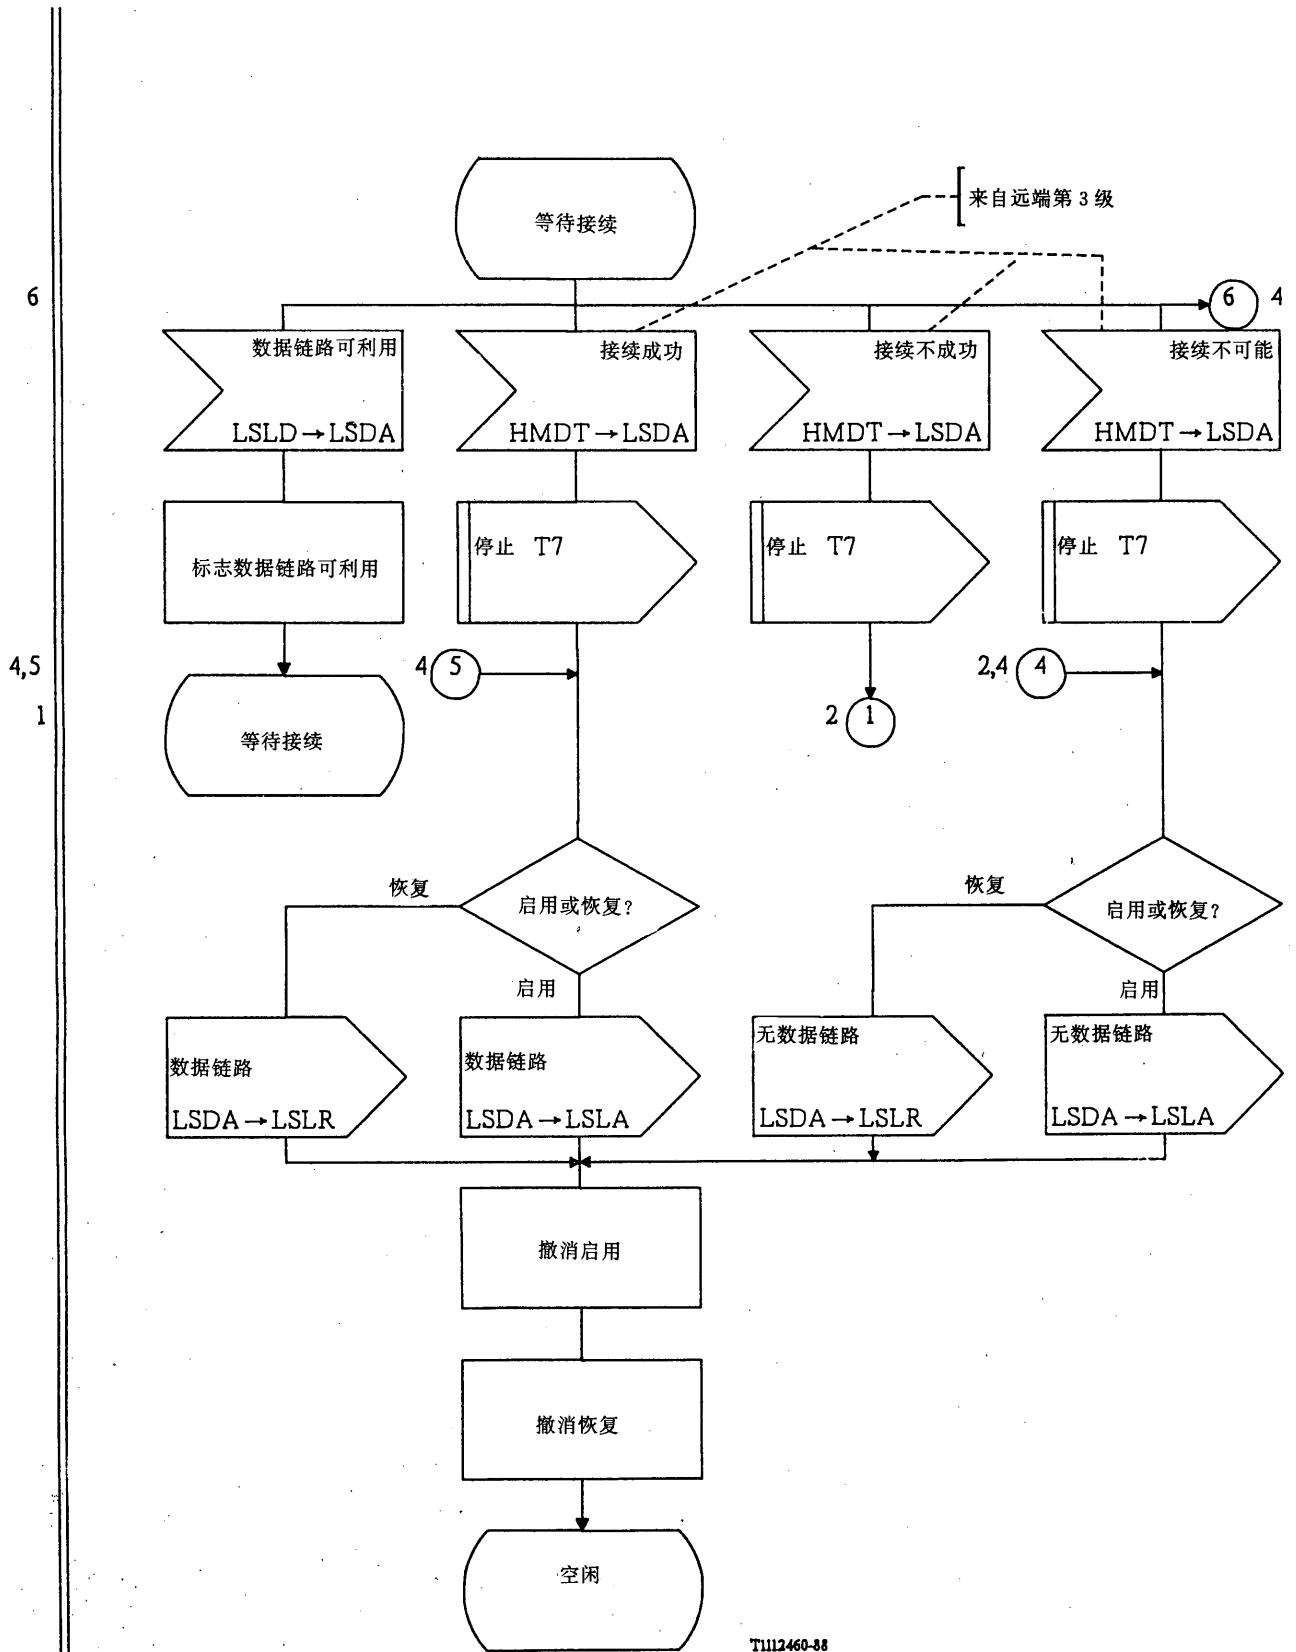 等待接续
来自远端第 3 级
6
6 4
数据链路可利用
LSLD→LSDA
接续成功
HMDT→LSDA
接续不成功
HMDT→LSDA
接续不可能
HMDT→LSDA
标志数据链路可利用
停止 T7
停止 T7
停止 T7
4,5
4 5
2,4 4
1
2 1
等待接续
恢复
启用或恢复?
启用
恢复
启用或恢复?
启用
数据链路
LSDA→LSLR
数据链路
LSDA→LSLA
无数据链路
LSDA→LSLR
无数据链路
LSDA→LSLA
撤消启用
撤消恢复
空闲
T1112460-88